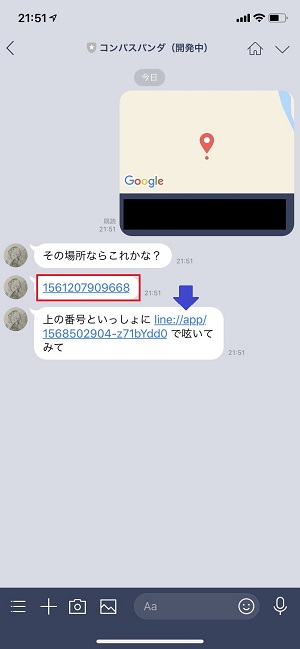 21:51
コンパスパンダ（開発中）
今日
Google
既読
21:51
その場所ならこれかな？
21:51
1561207909668
21:51
上の番号といっしょに line://app/
1568502904-z71bYdd0 で呟いて
みて
21:51
Aa